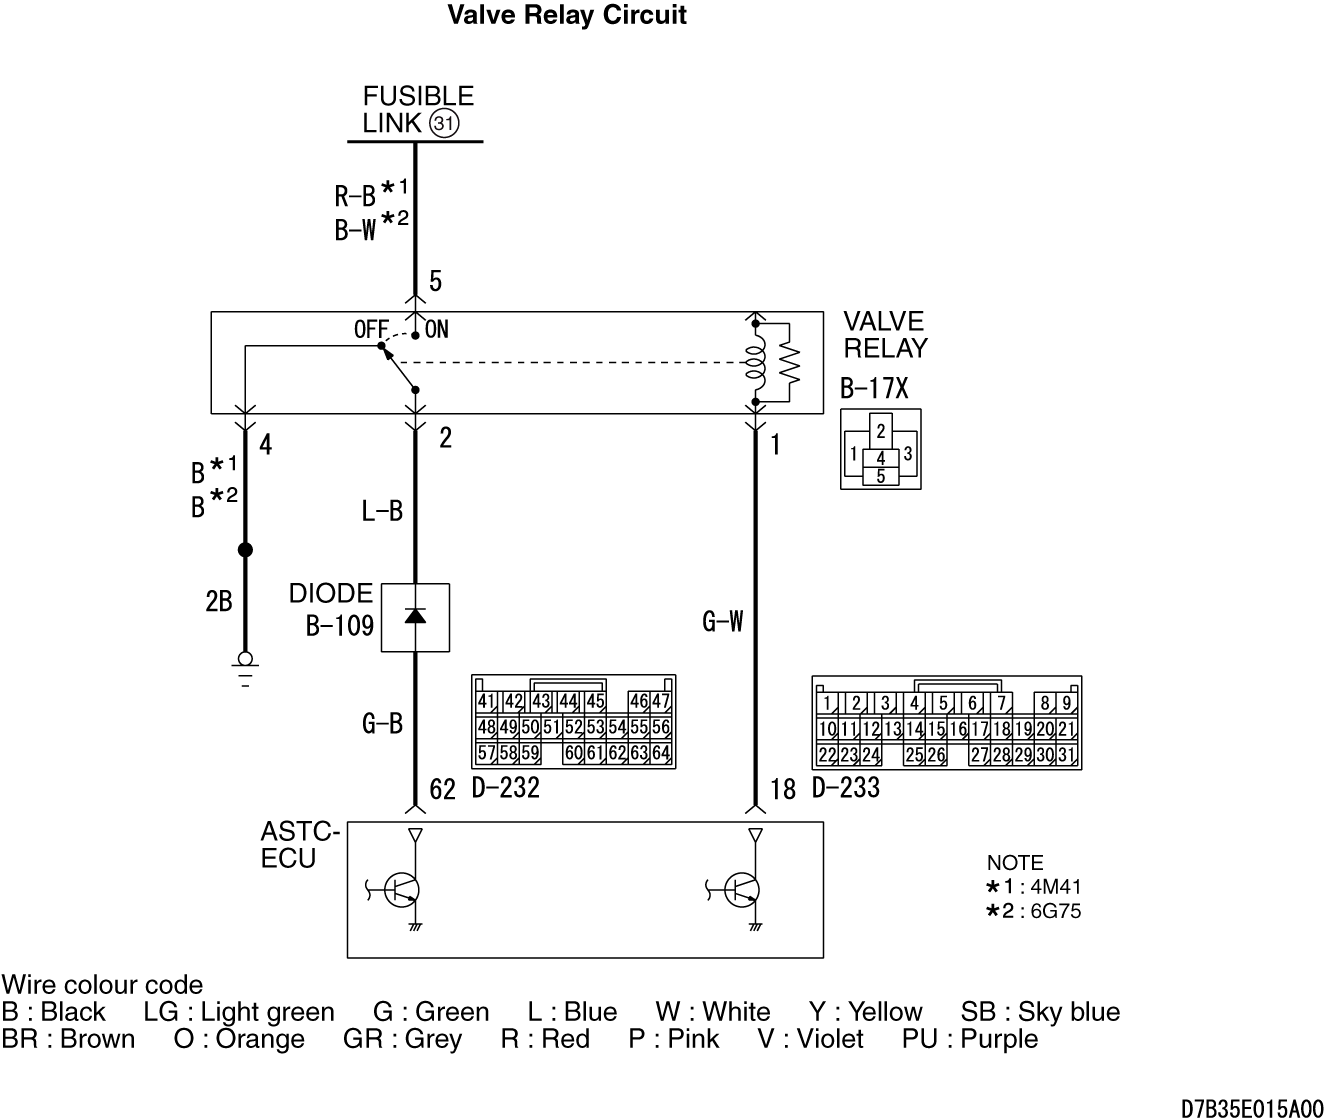 Valve Relay Circuit
FUSIBLE
LINK 31
R-B *1
B-W *2
5
OFF ON
VALVE
RELAY
B-17X
2
1 4 3
5
4
2
1
B *1
B *2
L-B
2B
DIODE
B-109
G-W
G-B
41 42 43 44 45 46 47
48 49 50 51 52 53 54 55 56
57 58 59 60 61 62 63 64
1 2 3 4 5 6 7 8 9
10 11 12 13 14 15 16 17 18 19 20 21
22 23 24 25 26 27 28 29 30 31
62 D-232
18 D-233
ASTC-
ECU
NOTE
*1 : 4M41
*2 : 6G75
Wire colour code
B : Black LG : Light green G : Green L : Blue W : White Y : Yellow SB : Sky blue
BR : Brown O : Orange GR : Grey R : Red P : Pink V : Violet PU : Purple
D7B35E015A00